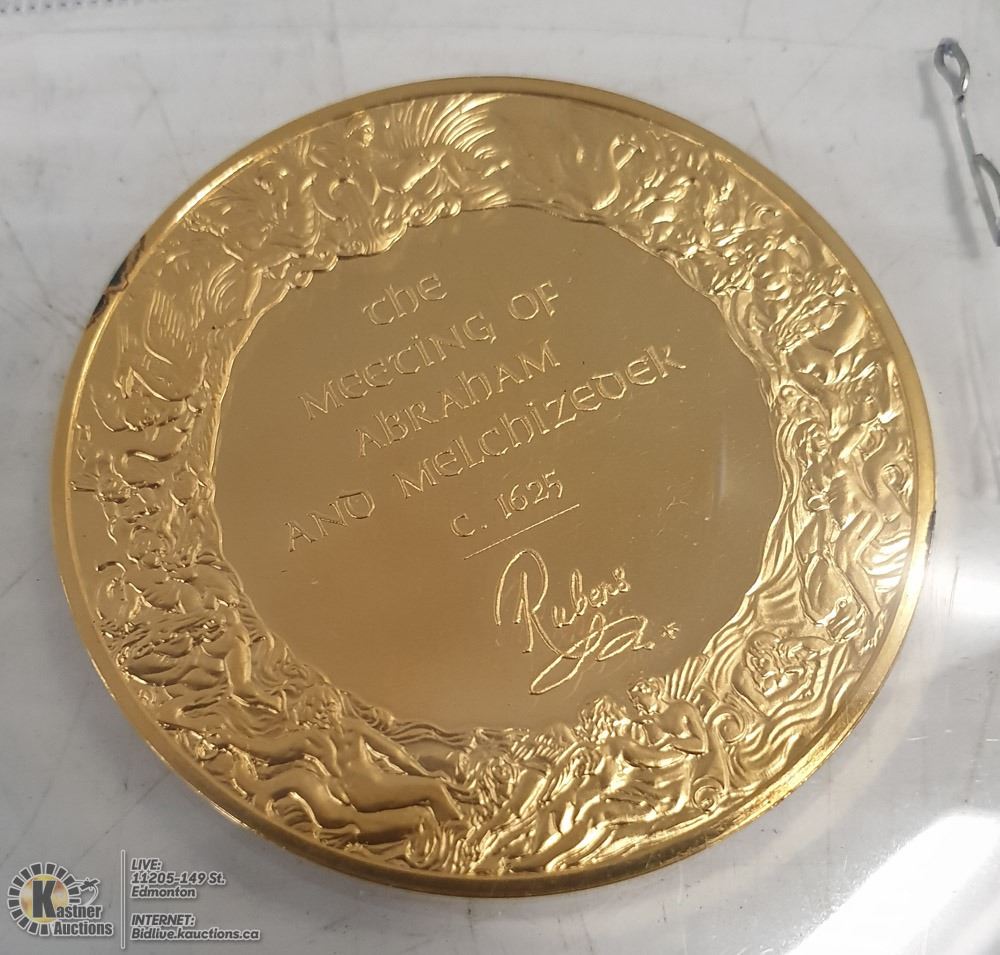 the
MEETING OF
ABRAHAM
AND MELCHIZEDEK
c. 1625
Rubens
Kastner
Auctions
LIVE:
11205-149 St.
Edmonton
INTERNET:
Bidlive.kauctions.ca